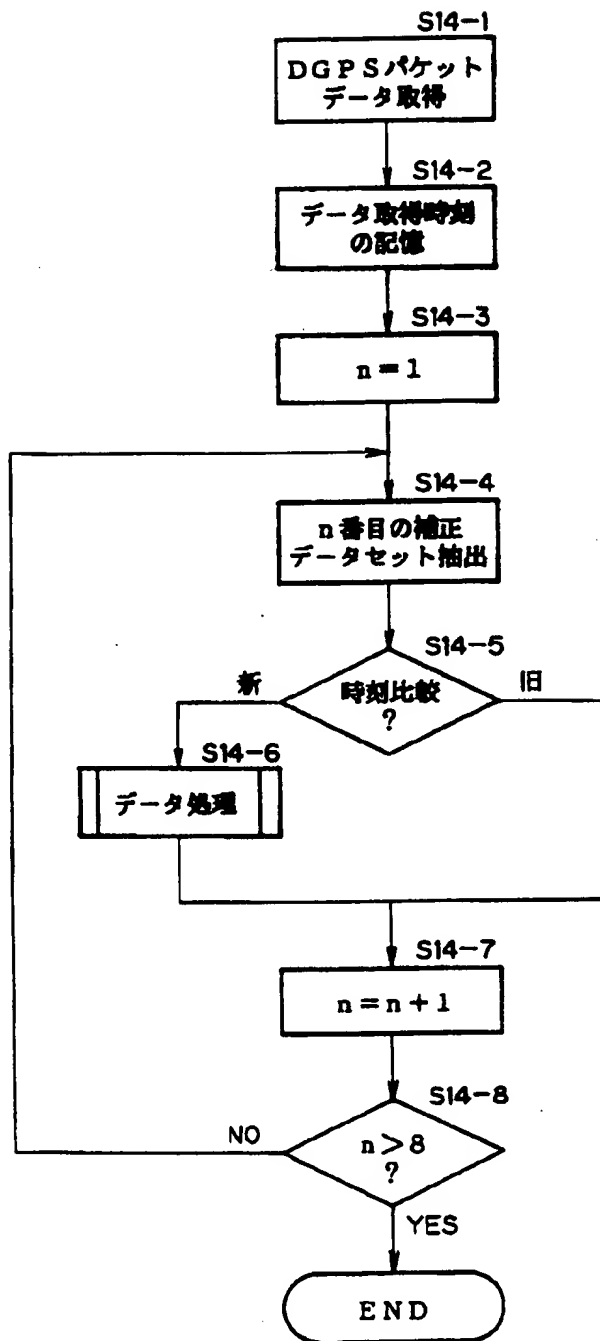 S14-1
DGPSパケット
データ取得
S14-2
データ取得時刻
の記憶
S14-3
n=1
S14-4
n番目の補正
データセット抽出
S14-5
新
時刻比較
?
旧
S14-6
データ処理
S14-7
n=n+1
S14-8
NO
n>8
?
YES
END